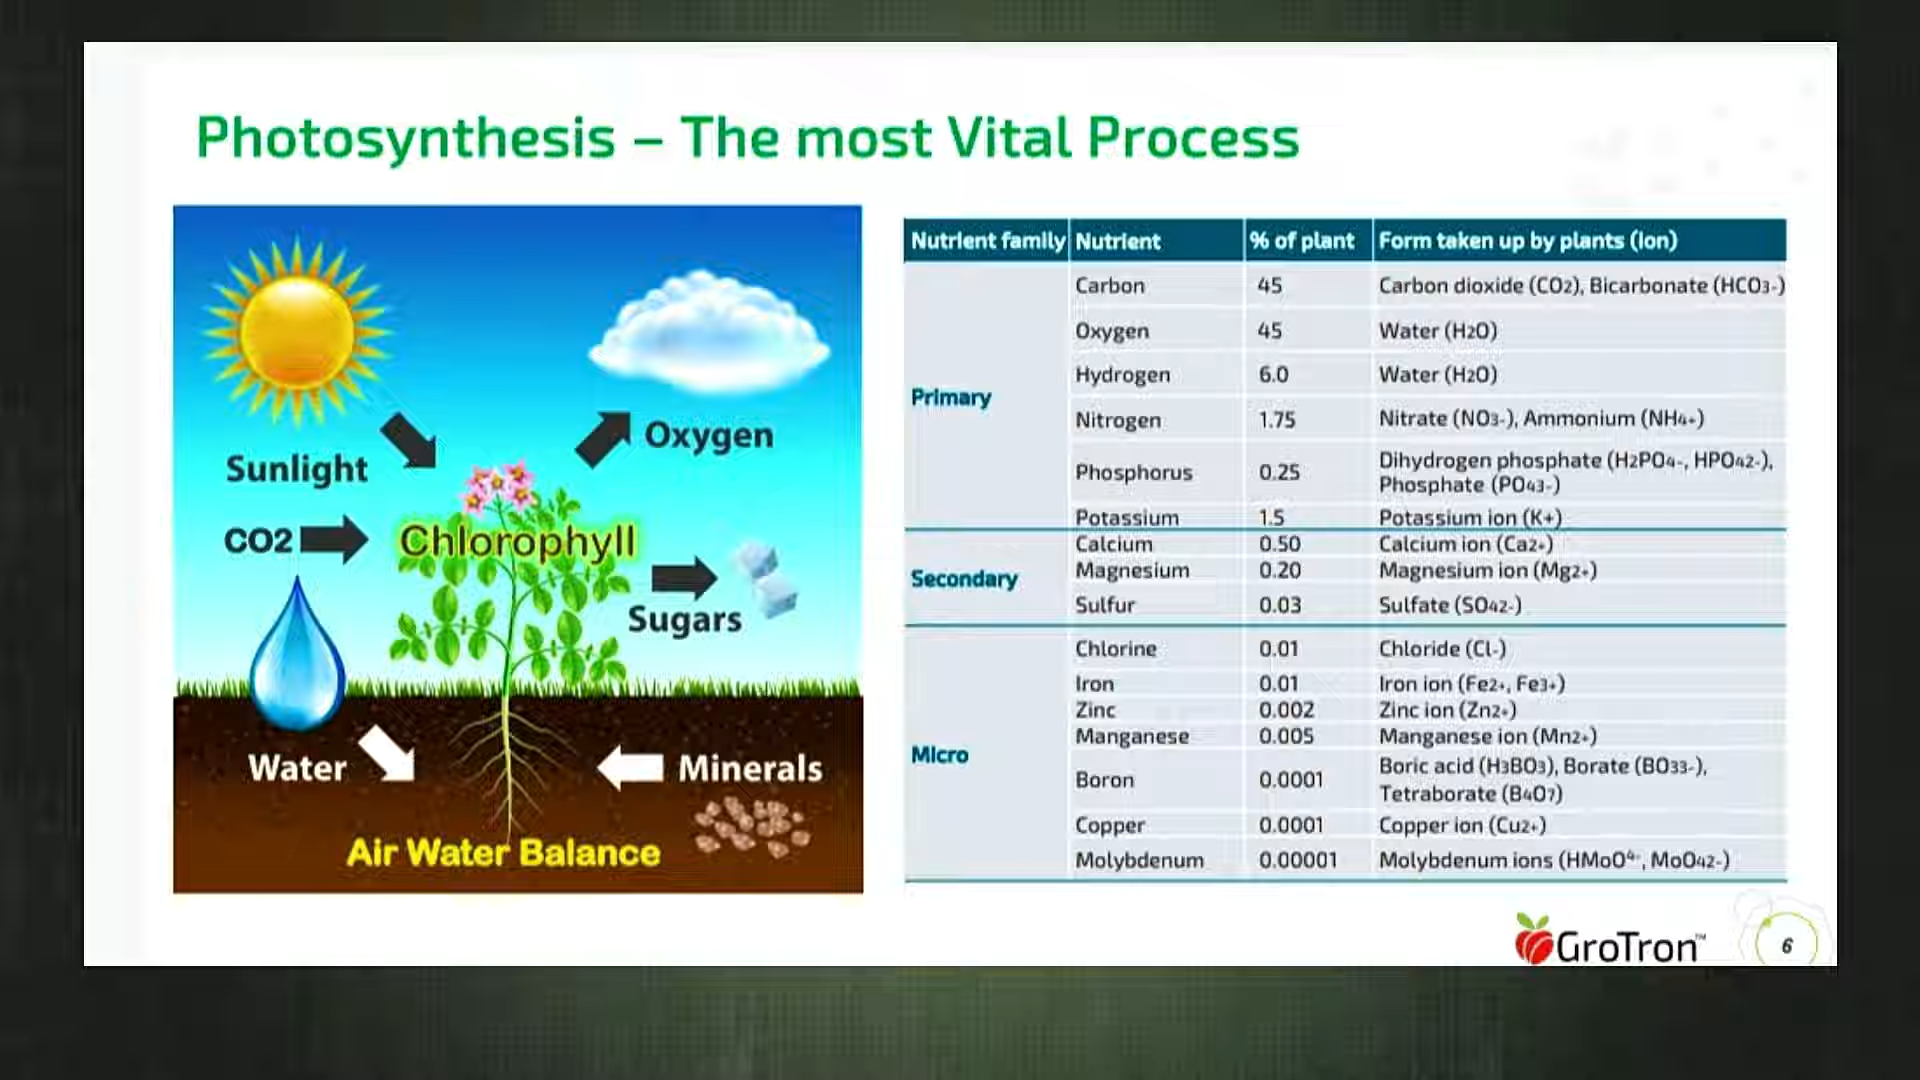 Photosynthesis – The most Vital Process
Sunlight
Oxygen
CO2
Chlorophyll
Sugars
Water
Minerals
Air Water Balance
Nutrient family Nutrient % of plant Form taken up by plants (ion)
Primary
Carbon 45 Carbon dioxide (CO2), Bicarbonate (HCO3-)
Oxygen 45 Water (H2O)
Hydrogen 6.0 Water (H2O)
Nitrogen 1.75 Nitrate (NO3-), Ammonium (NH4+)
Phosphorus 0.25 Dihydrogen phosphate (H2PO4-, HPO42-),
Phosphate (PO43-)
Potassium 1.5 Potassium ion (K+)
Secondary
Calcium 0.50 Calcium ion (Ca2+)
Magnesium 0.20 Magnesium ion (Mg2+)
Sulfur 0.03 Sulfate (SO42-)
Micro
Chlorine 0.01 Chloride (Cl-)
Iron 0.01 Iron ion (Fe2+, Fe3+)
Zinc 0.002 Zinc ion (Zn2+)
Manganese 0.005 Manganese ion (Mn2+)
Boron 0.0001 Boric acid (H3BO3), Borate (BO33-),
Tetraborate (B4O7)
Copper 0.0001 Copper ion (Cu2+)
Molybdenum 0.00001 Molybdenum ions (HMoO4-, MoO42-)
GroTron™
6